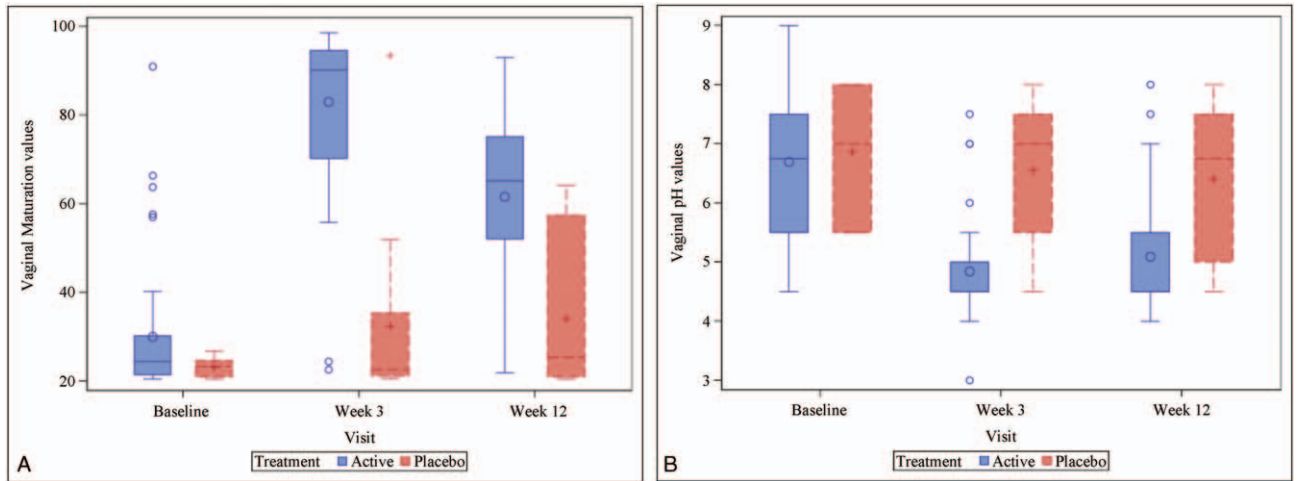 Vaginal Maturation values
100
80
60
40
20
Baseline
Week 3
Week 12
Visit
Treatment Active Placebo
A
Vaginal pH values
9
8
7
6
5
4
3
Baseline
Week 3
Week 12
Visit
Treatment Active Placebo
B